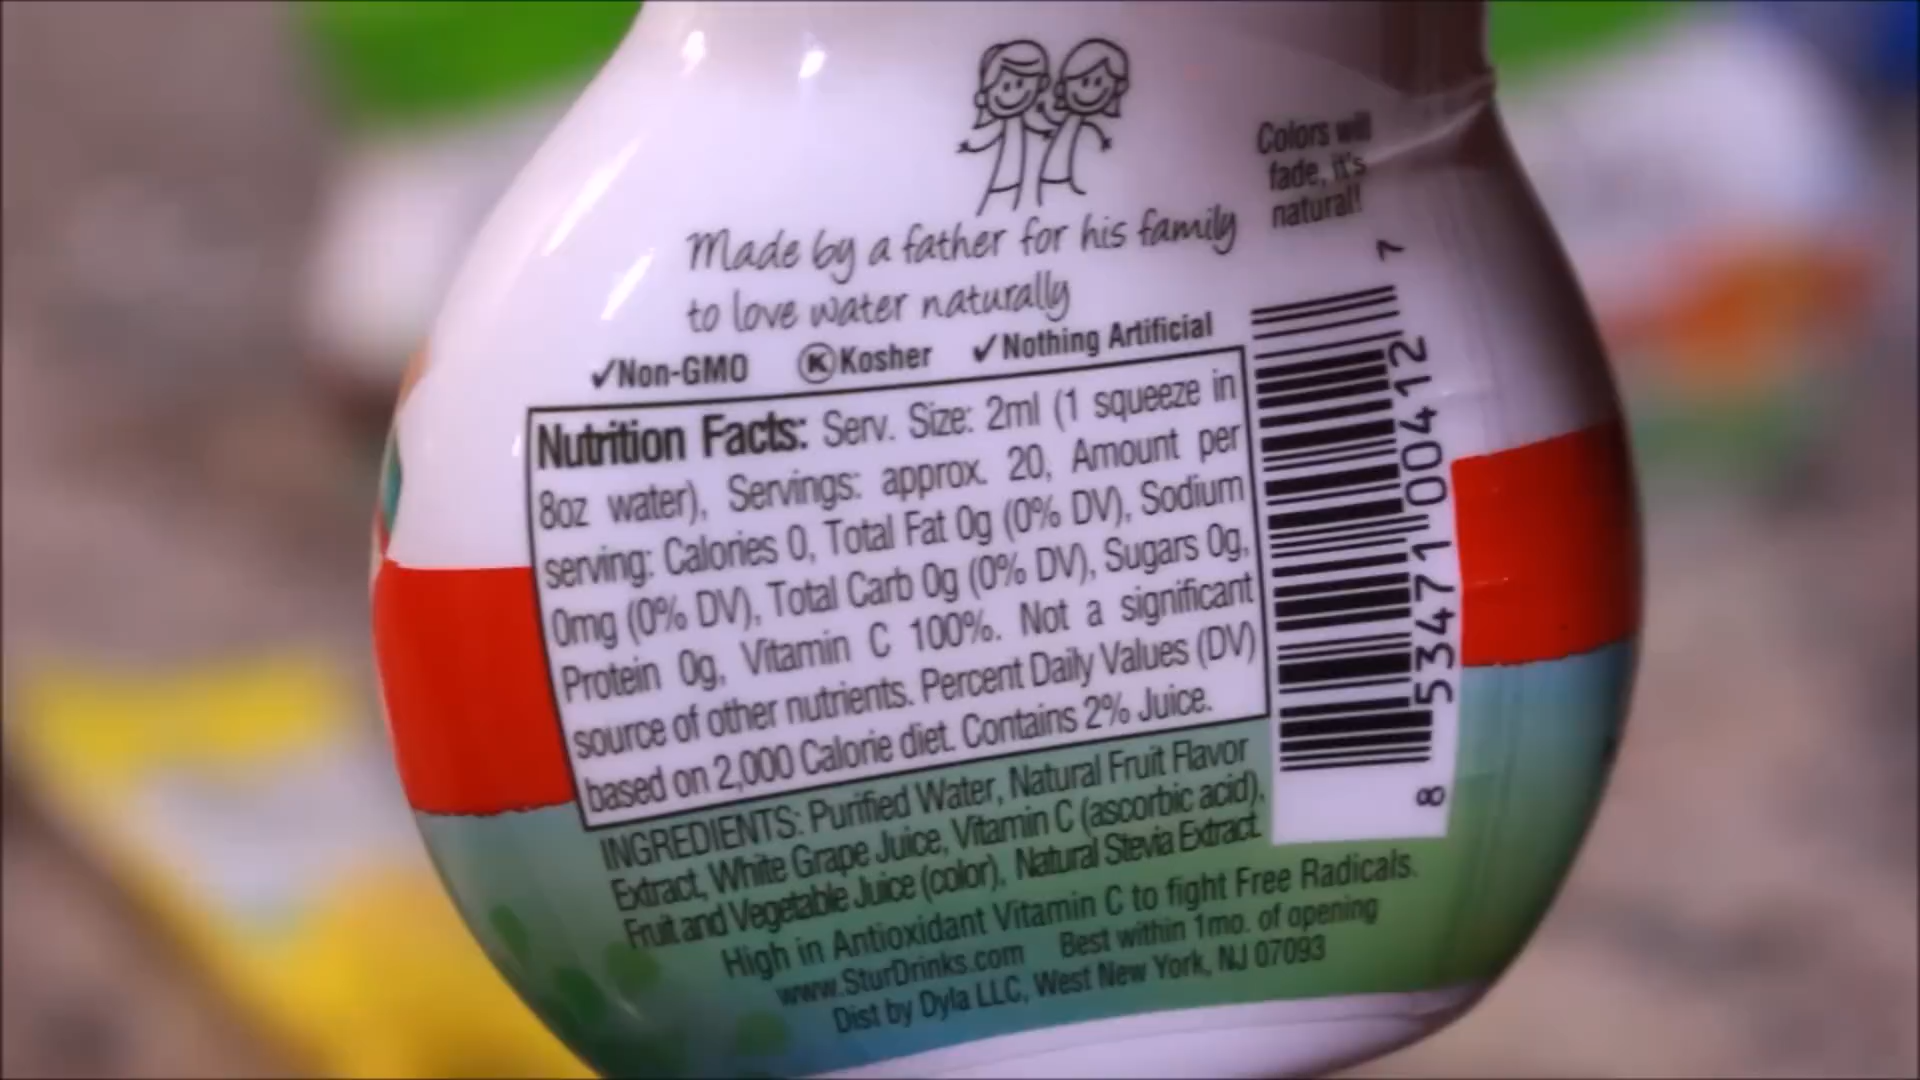 Colors will
fade, it's
natural!
Made by a father for his family
to love water naturally
✓Non-GMO ⓀKosher ✓Nothing Artificial
Nutrition Facts: Serv. Size: 2ml (1 squeeze in
8oz water), Servings: approx. 20, Amount per
serving: Calories 0, Total Fat 0g (0% DV), Sodium
0mg (0% DV), Total Carb 0g (0% DV), Sugars 0g,
Protein 0g, Vitamin C 100%. Not a significant
source of other nutrients. Percent Daily Values (DV)
based on 2,000 Calorie diet. Contains 2% Juice.
8 53471 00412 7
INGREDIENTS: Purified Water, Natural Fruit Flavor
Extract, White Grape Juice, Vitamin C (ascorbic acid),
Fruit and Vegetable Juice (color), Natural Stevia Extract.
High in Antioxidant Vitamin C to fight Free Radicals.
www.SturDrinks.com Best within 1mo. of opening
Dist by Dyla LLC, West New York, NJ 07093